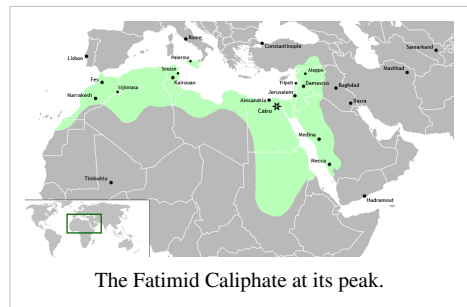 Rome
Lisbon
Constantinople
Samarkand
Palermo
Mashhad
Sousse
Fes
Kairouan
Aleppo
Tripoli
Damascus
Baghdad
Marrakesh
Sijilmasa
Jerusalem
Alexandria
Basra
Cairo
Medina
Mecca
Timbuktu
Hadramout
The Fatimid Caliphate at its peak.